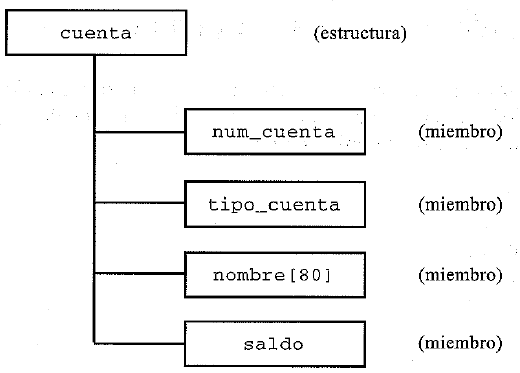 cuenta (estructura)
num_cuenta (miembro)
tipo_cuenta (miembro)
nombre[80] (miembro)
saldo (miembro)